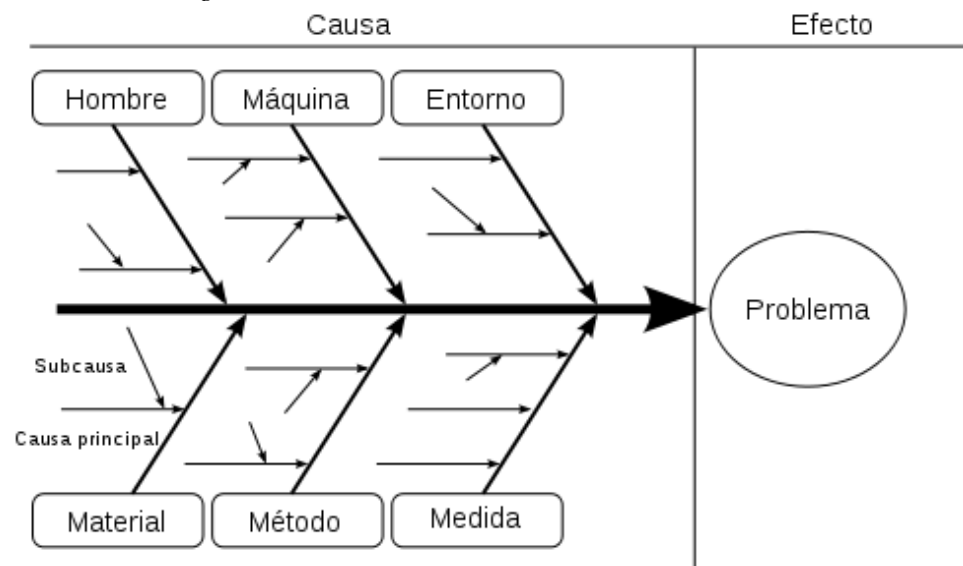 Causa
Efecto
Hombre
Máquina
Entorno
Problema
Subcausa
Causa principal
Material
Método
Medida